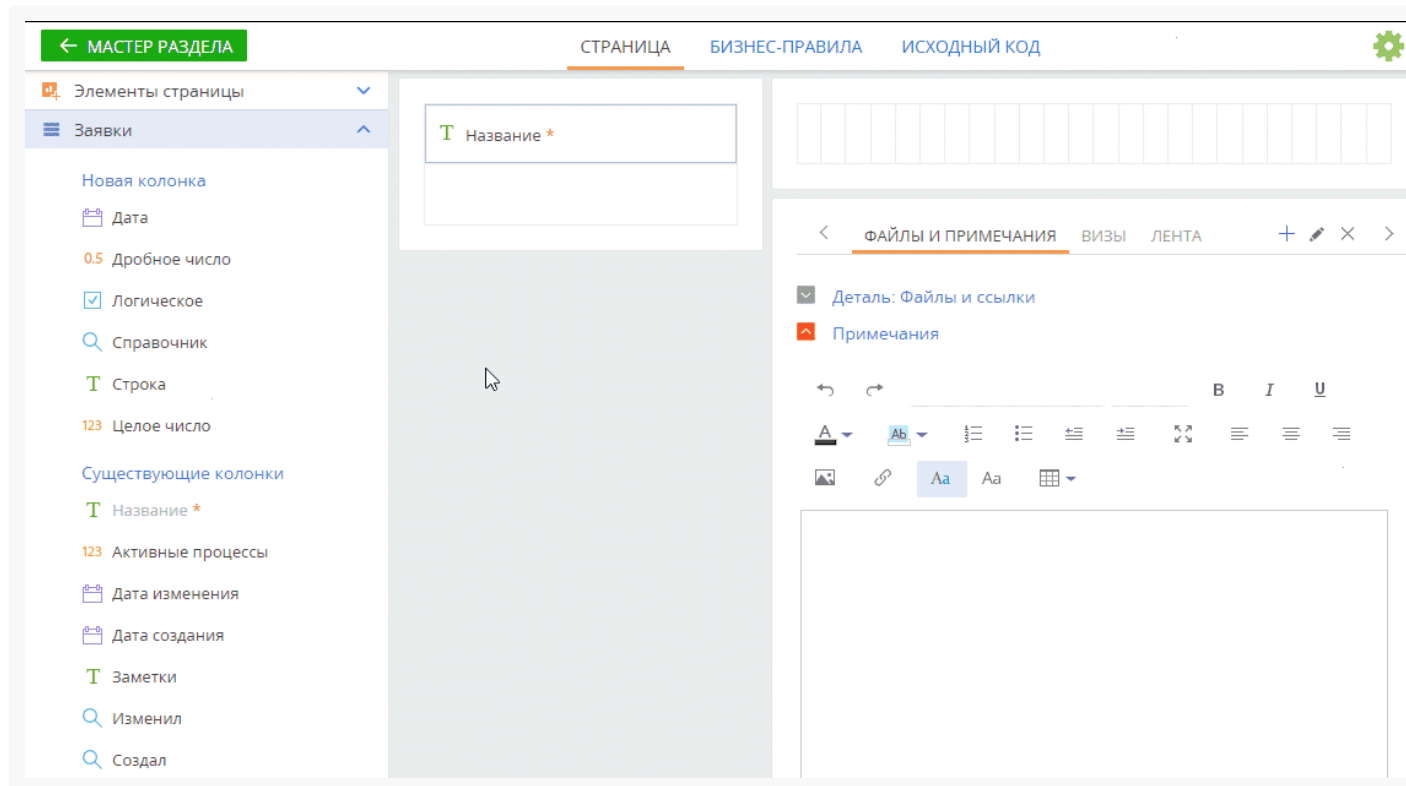 ← МАСТЕР РАЗДЕЛА
СТРАНИЦА БИЗНЕС-ПРАВИЛА ИСХОДНЫЙ КОД
Элементы страницы
Заявки
Новая колонка
Дата
0.5 Дробное число
Логическое
Справочник
T Строка
123 Целое число
Существующие колонки
T Название *
123 Активные процессы
Дата изменения
Дата создания
T Заметки
Изменил
Создал
T Название *
ФАЙЛЫ И ПРИМЕЧАНИЯ ВИЗЫ ЛЕНТА
Деталь: Файлы и ссылки
Примечания
B I U
A Ab
Aa Aa